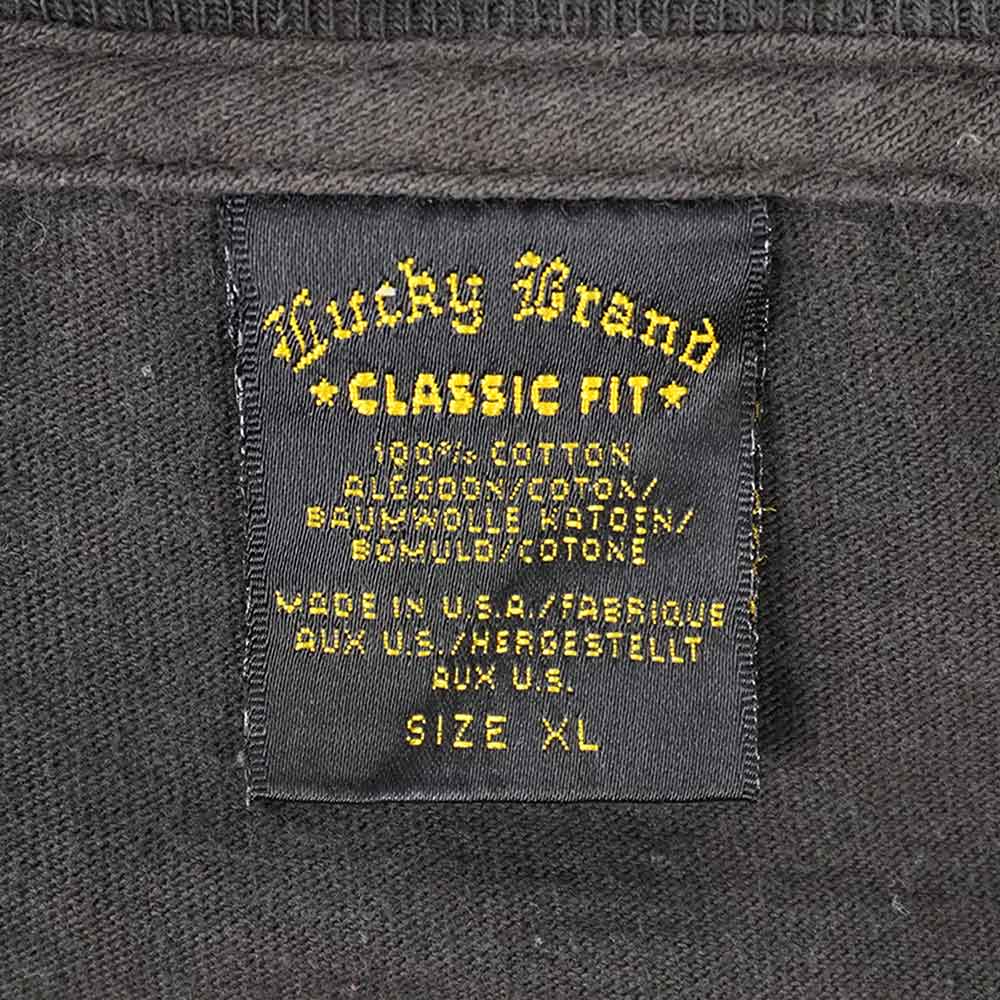 Lucky Brand
★CLASSIC FIT★
100% COTTON
ALGODON/COTON/
BAUMWOLLE KATOEN/
BOMULD/COTONE
MADE IN U.S.A./FABRIQUE
AUX U.S./HERGESTELLT
AUX U.S.
SIZE XL